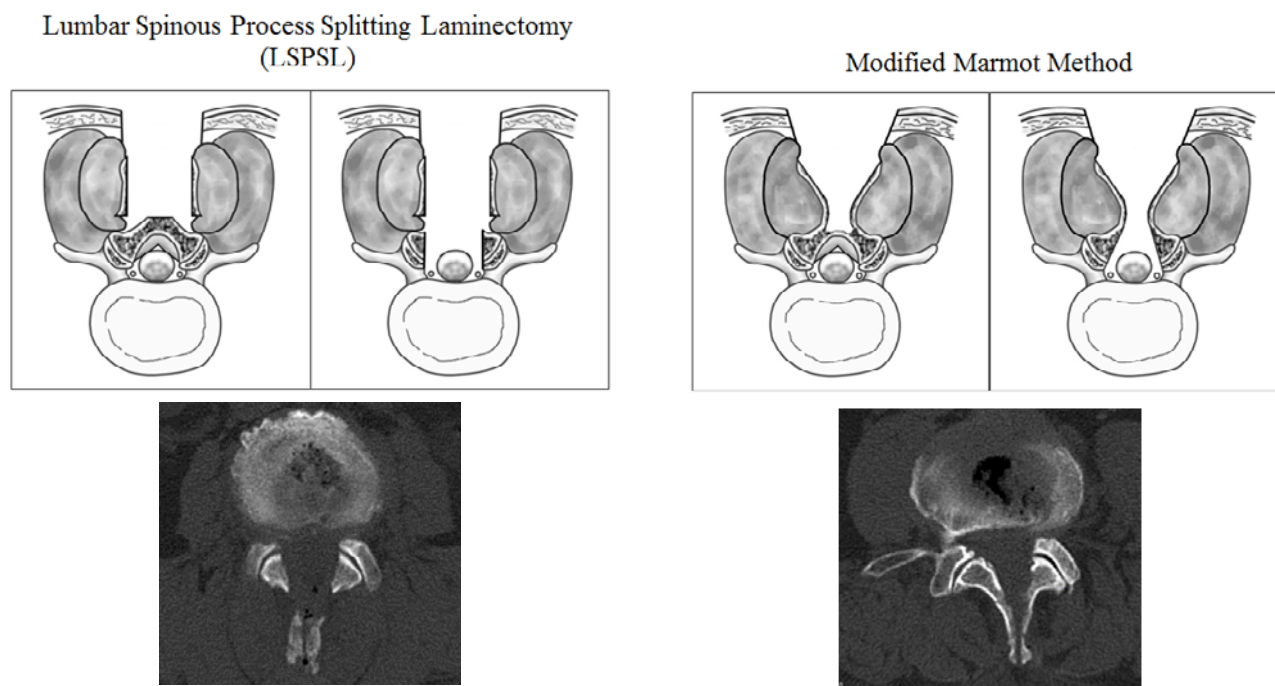 Lumbar Spinous Process Splitting Laminectomy
(LSPSL)
Modified Marmot Method